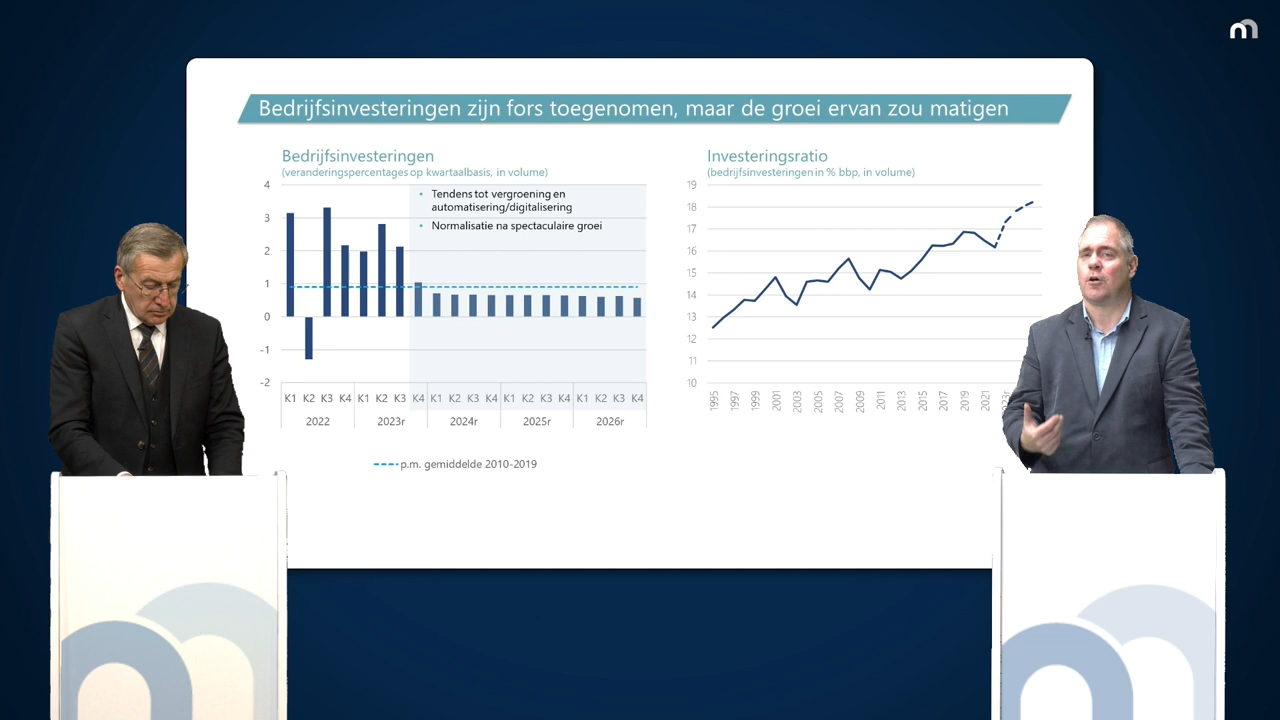 Bedrijfsinvesteringen zijn fors toegenomen, maar de groei ervan zou matigen
Bedrijfsinvesteringen
(veranderingspercentages op kwartaalbasis, in volume)
4
3
2
1
0
-1
-2
• Tendens tot vergroening en
automatisering/digitalisering
• Normalisatie na spectaculaire groei
K1 K2 K3 K4 K1 K2 K3 K4 K1 K2 K3 K4 K1 K2 K3 K4 K1 K2 K3 K4
2022 2023r 2024r 2025r 2026r
p.m. gemiddelde 2010-2019
Investeringsratio
(bedrijfsinvesteringen in % bbp, in volume)
19
18
17
16
15
14
13
12
11
10
1995 1997 1999 2001 2003 2005 2007 2009 2011 2013 2015 2017 2019 2021